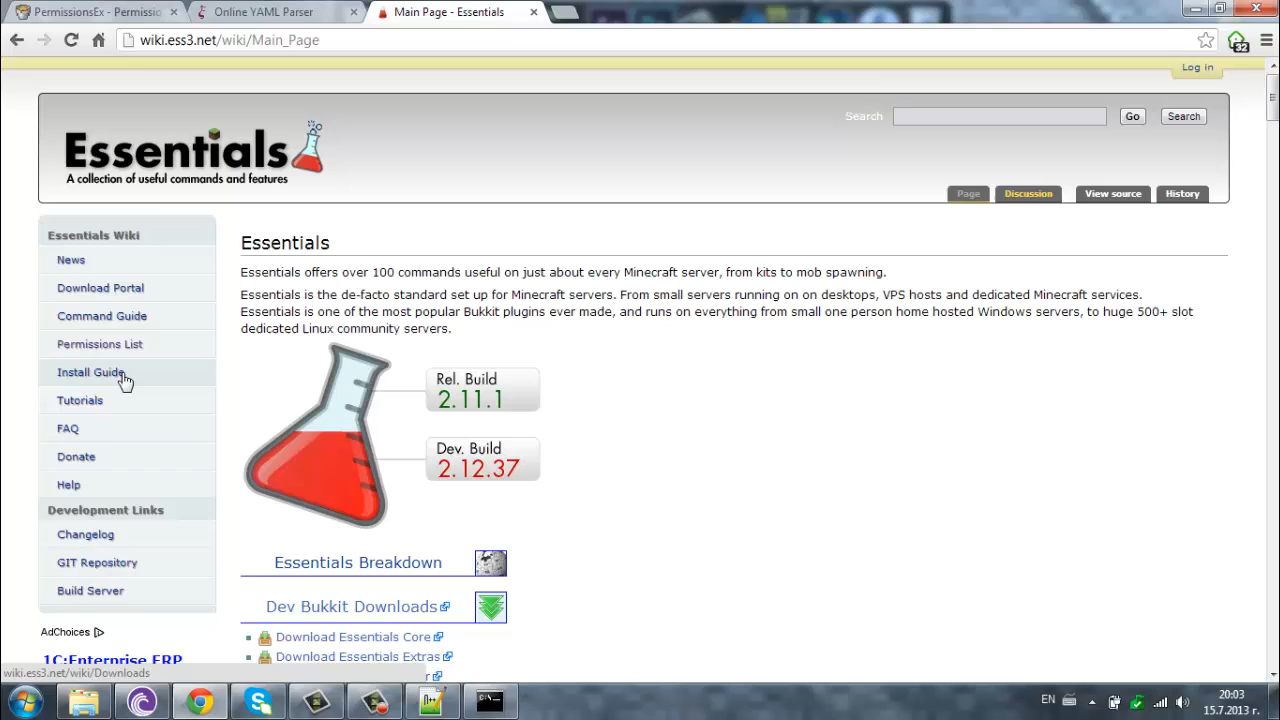 PermissionsEx - Permissio
Online YAML Parser
Main Page - Essentials
wiki.ess3.net/wiki/Main_Page
32
Log in
Essentials
A collection of useful commands and features
Search
Go
Search
Page
Discussion
View source
History
Essentials Wiki
News
Download Portal
Command Guide
Permissions List
Install Guide
Tutorials
FAQ
Donate
Help
Development Links
Changelog
GIT Repository
Build Server
AdChoices
1C:Enterprise ERP
Essentials
Essentials offers over 100 commands useful on just about every Minecraft server, from kits to mob spawning.
Essentials is the de-facto standard set up for Minecraft servers. From small servers running on on desktops, VPS hosts and dedicated Minecraft services.
Essentials is one of the most popular Bukkit plugins ever made, and runs on everything from small one person home hosted Windows servers, to huge 500+ slot
dedicated Linux community servers.
Rel. Build
2.11.1
Dev. Build
2.12.37
Essentials Breakdown
Dev Bukkit Downloads
Download Essentials Core
Download Essentials Extras
wiki.ess3.net/wiki/Downloads
EN
20:03
15.7.2013 г.